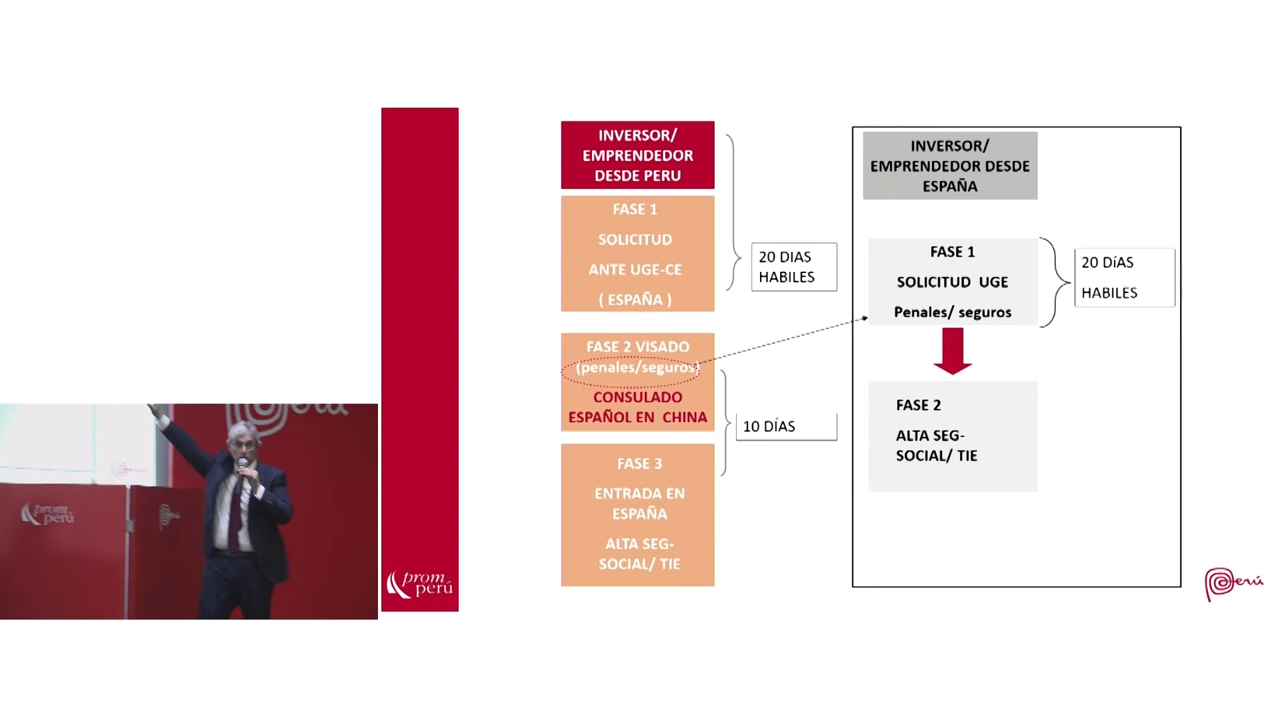 INVERSOR/
EMPRENDEDOR
DESDE PERU
FASE 1
SOLICITUD
ANTE UGE-CE
( ESPAÑA )
20 DIAS
HABILES
FASE 2 VISADO
(penales/seguros)
CONSULADO
ESPAÑOL EN CHINA
10 DÍAS
FASE 3
ENTRADA EN
ESPAÑA
ALTA SEG-
SOCIAL/ TIE
INVERSOR/
EMPRENDEDOR DESDE
ESPAÑA
FASE 1
SOLICITUD UGE
Penales/ seguros
20 DíAS
HABILES
FASE 2
ALTA SEG-
SOCIAL/ TIE
prom
perú
prom
perú
Perú